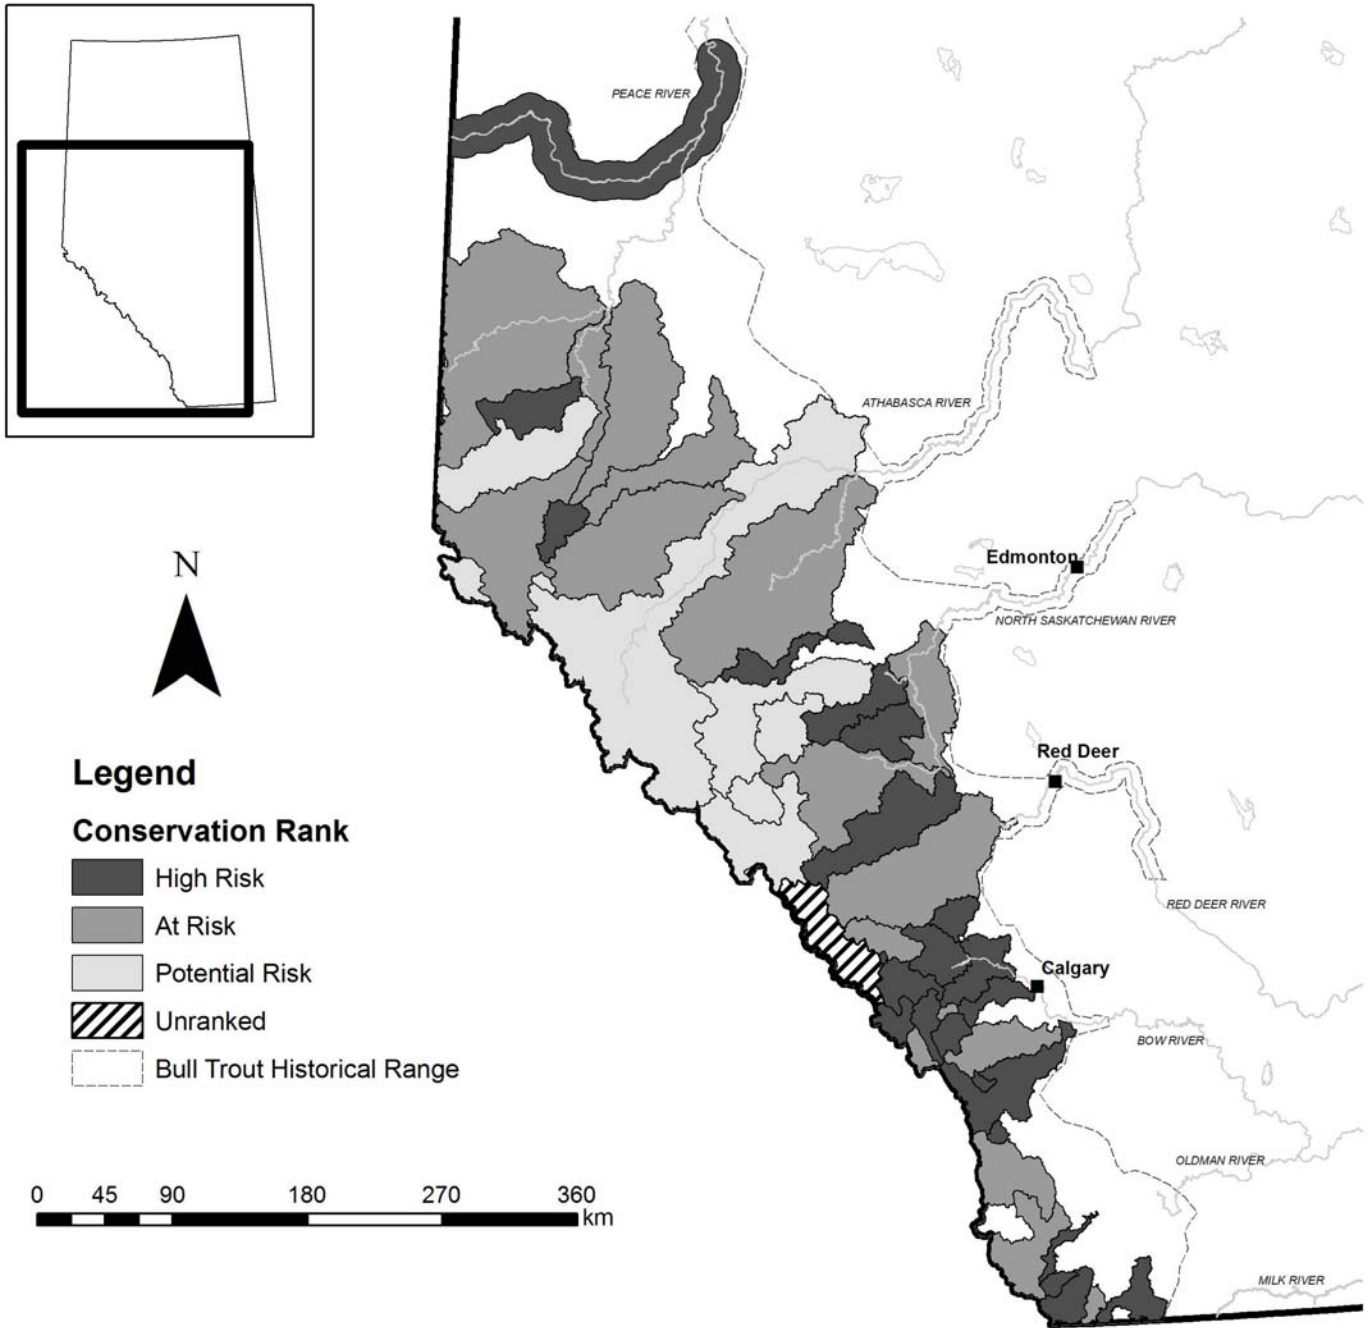 PEACE RIVER
ATHABASCA RIVER
Edmonton
NORTH SASKATCHEWAN RIVER
N
Red Deer
RED DEER RIVER
Calgary
BOW RIVER
OLDMAN RIVER
MILK RIVER
Legend
Conservation Rank
High Risk
At Risk
Potential Risk
Unranked
Bull Trout Historical Range
0 45 90 180 270 360
km